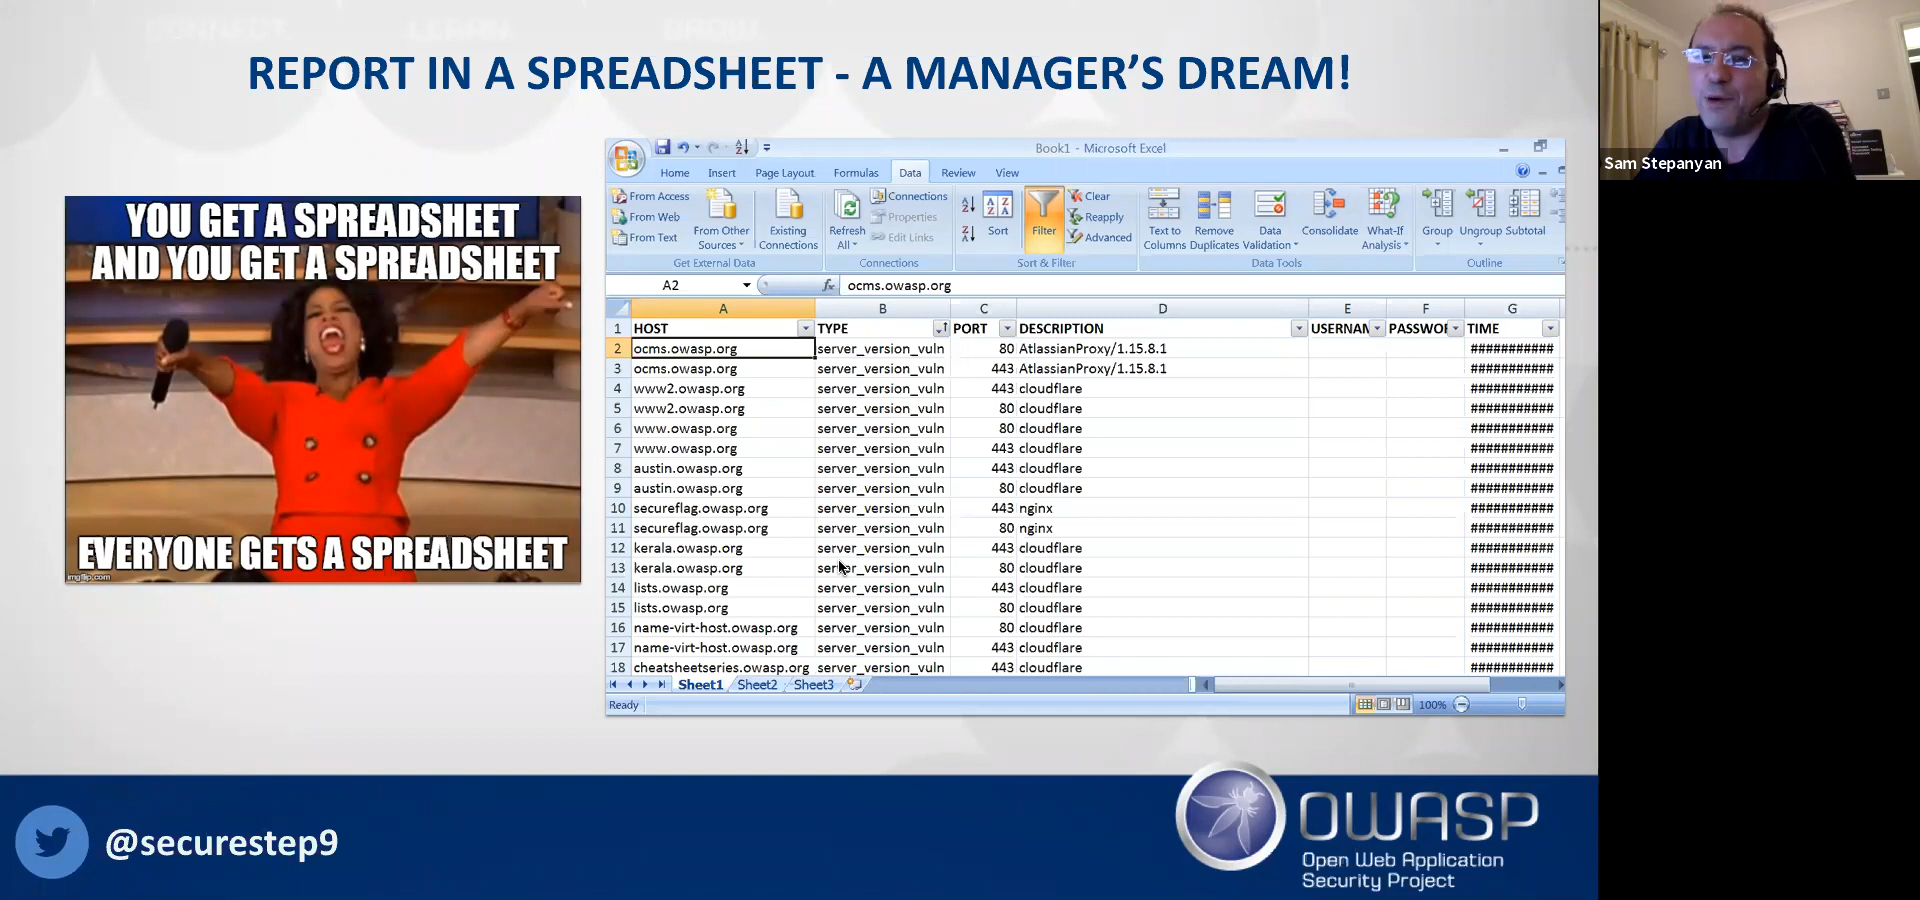 REPORT IN A SPREADSHEET - A MANAGER'S DREAM!
Sam Stepanyan
YOU GET A SPREADSHEET
AND YOU GET A SPREADSHEET
EVERYONE GETS A SPREADSHEET
imgflip.com
Book1 - Microsoft Excel
Home Insert Page Layout Formulas Data Review View
From Access
From Web
From Text
From Other Sources
Existing Connections
Get External Data
Refresh All
Connections
Properties
Edit Links
Connections
Sort
Filter
Clear
Reapply
Advanced
Sort & Filter
Text to Columns
Remove Duplicates
Data Validation
Consolidate
What-If Analysis
Data Tools
Group
Ungroup
Subtotal
Outline
A2 fx ocms.owasp.org
A B C D E F G
1 HOST TYPE PORT DESCRIPTION USERNAM PASSWOR TIME
2 ocms.owasp.org server_version_vuln 80 AtlassianProxy/1.15.8.1 ###########
3 ocms.owasp.org server_version_vuln 443 AtlassianProxy/1.15.8.1 ###########
4 www2.owasp.org server_version_vuln 443 cloudflare ###########
5 www2.owasp.org server_version_vuln 80 cloudflare ###########
6 www.owasp.org server_version_vuln 80 cloudflare ###########
7 www.owasp.org server_version_vuln 443 cloudflare ###########
8 austin.owasp.org server_version_vuln 443 cloudflare ###########
9 austin.owasp.org server_version_vuln 80 cloudflare ###########
10 secureflag.owasp.org server_version_vuln 443 nginx ###########
11 secureflag.owasp.org server_version_vuln 80 nginx ###########
12 kerala.owasp.org server_version_vuln 443 cloudflare ###########
13 kerala.owasp.org server_version_vuln 80 cloudflare ###########
14 lists.owasp.org server_version_vuln 443 cloudflare ###########
15 lists.owasp.org server_version_vuln 80 cloudflare ###########
16 name-virt-host.owasp.org server_version_vuln 80 cloudflare ###########
17 name-virt-host.owasp.org server_version_vuln 443 cloudflare ###########
18 cheatsheetseries.owasp.org server_version_vuln 443 cloudflare ###########
Sheet1 Sheet2 Sheet3
Ready 100%
@securestep9
OWASP
Open Web Application
Security Project